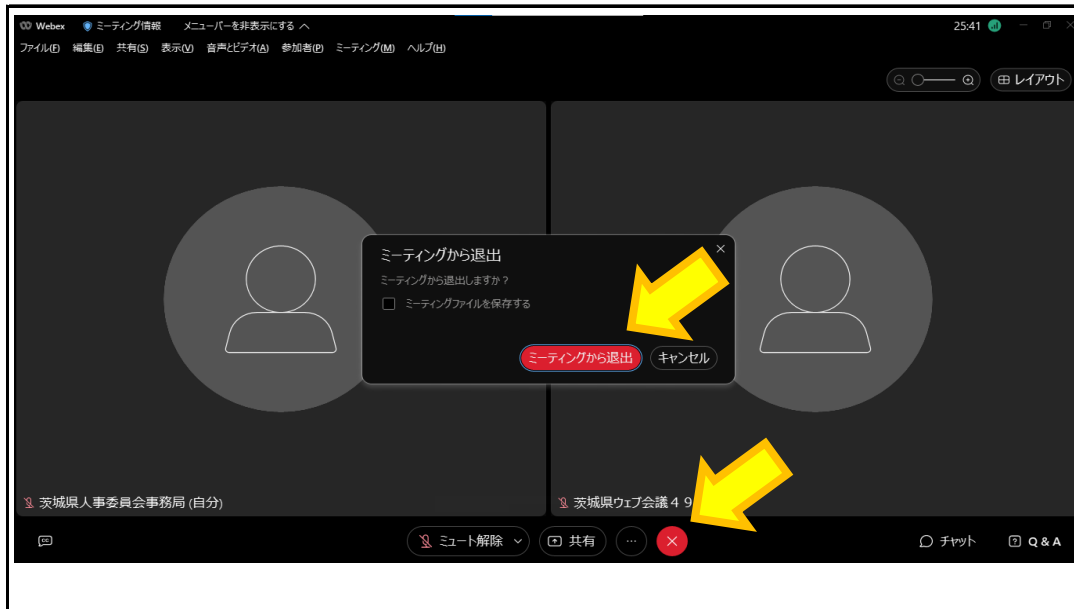 Webex ミーティング情報 メニューバーを非表示にする 25:41
ファイル(F) 編集(E) 共有(S) 表示(V) 音声とビデオ(A) 参加者(P) ミーティング(M) ヘルプ(H)
レイアウト
ミーティングから退出
ミーティングから退出しますか？
ミーティングファイルを保存する
ミーティングから退出 キャンセル
茨城県人事委員会事務局 (自分) 茨城県ウェブ会議４９
CC ミュート解除 共有 … チャット ? Q & A